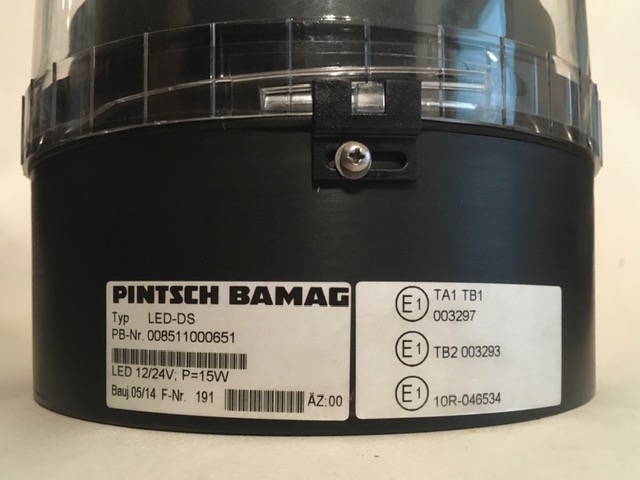 PINTSCH BAMAG
Typ LED-DS
PB-Nr. 008511000651
LED 12/24V; P=15W
Bauj.05/14 F-Nr. 191 ÄZ:00
E1 TA1 TB1
003297
E1 TB2 003293
E1 10R-046534